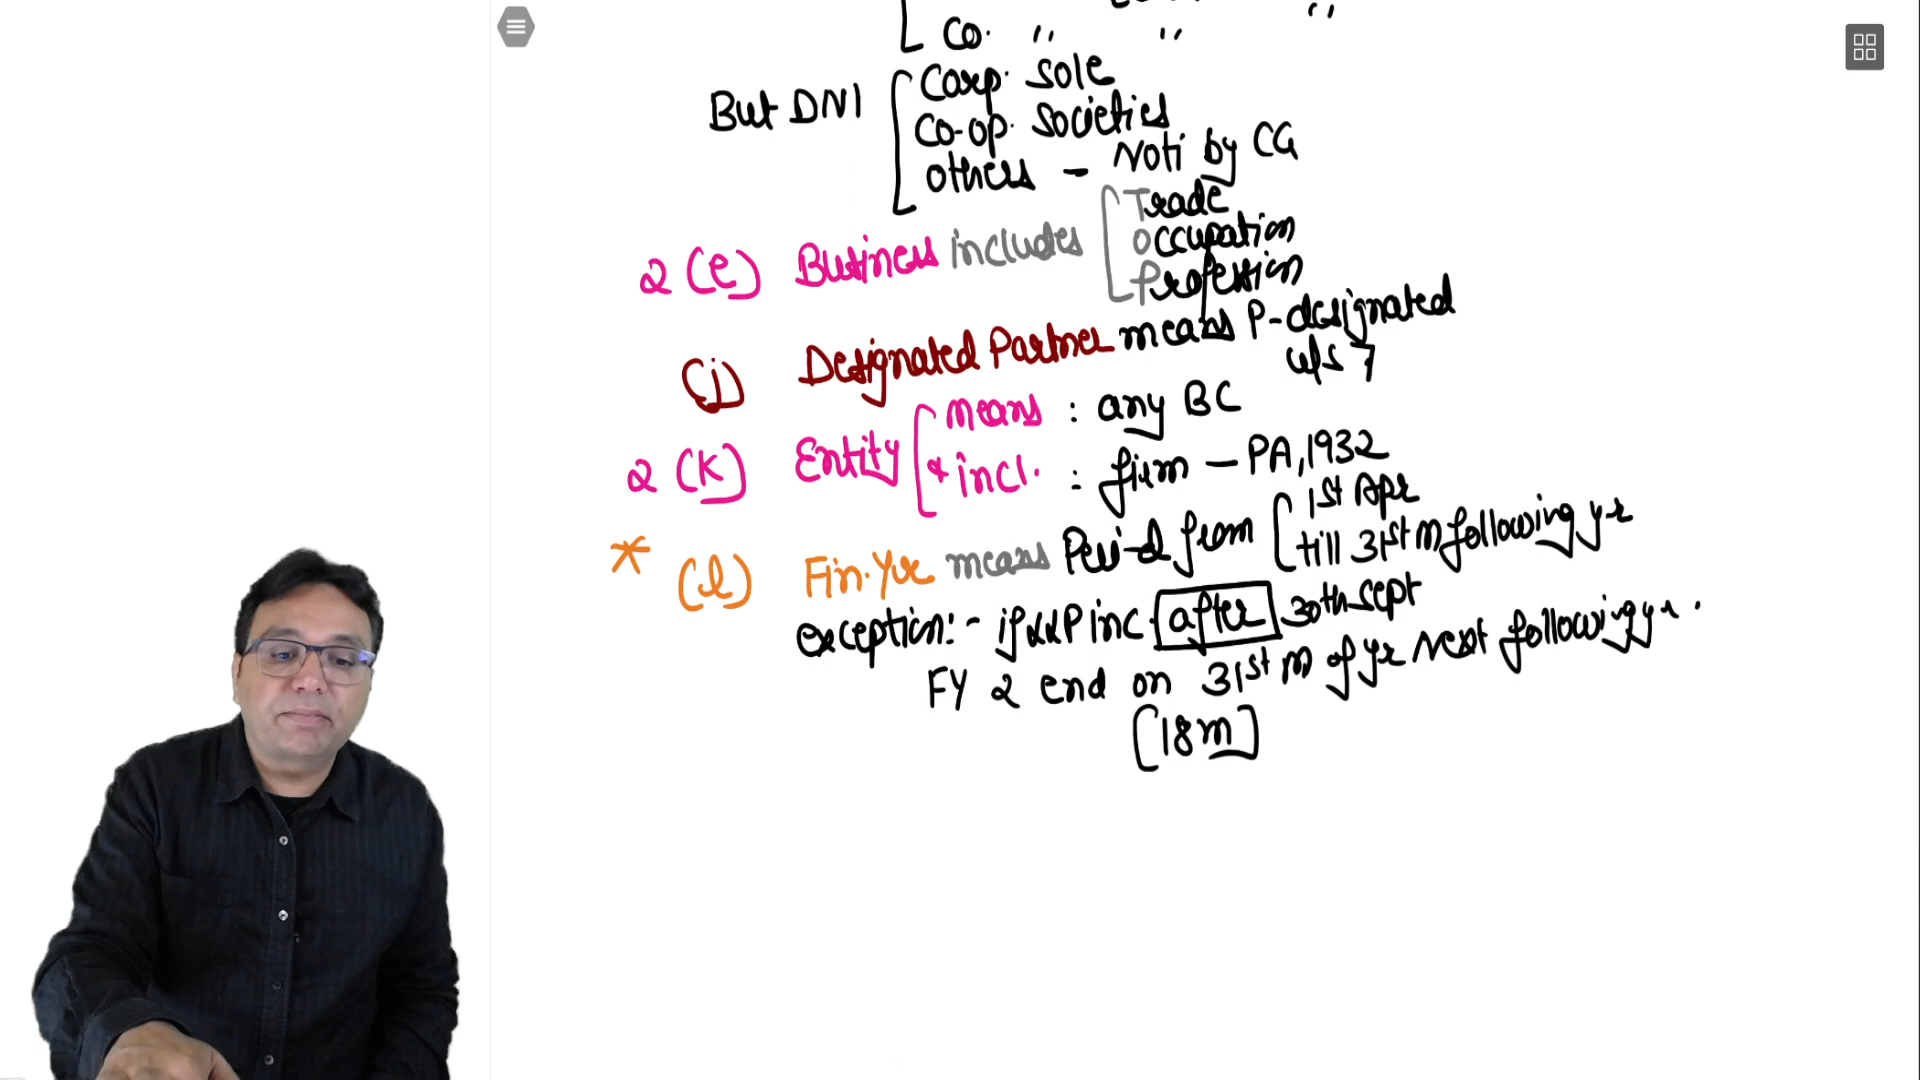 Co. " "
But DNI
Corp. Sole
Co-op. Societies
others - Noti by CG
2 (e) Business includes
Trade
Occupation
Profession
(j) Designated Partner means P-designated
u/s 7
2 (k) Entity
means : any BC
& incl. : firm - PA, 1932
* (l) Fin. Yr means Period from
1st Apr
till 31st M following yr
exception:- if LLP inc. after 30th Sept
FY 2 end on 31st M of yr next following yr.
[18m]